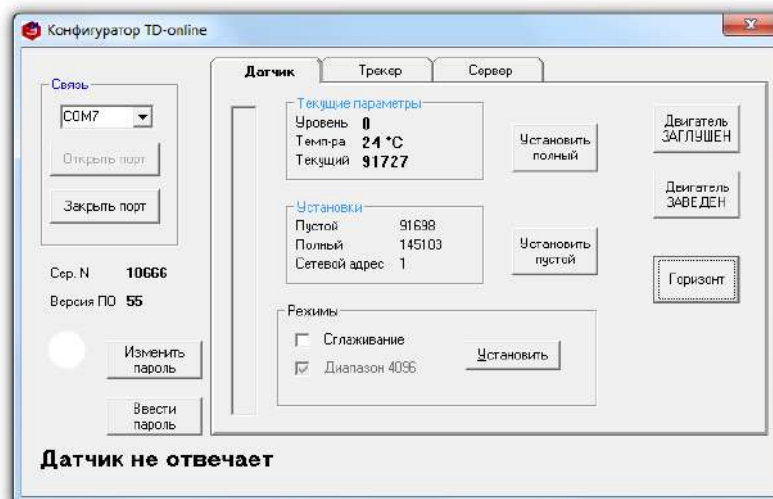 Конфигуратор TD-online
Связь
COM7
Открыть порт
Закрыть порт
Сер. N 10666
Версия ПО 55
Изменить
пароль
Ввести
пароль
Датчик Трекер Сервер
Текущие параметры
Уровень 0
Темп-ра 24 °C
Текущий 91727
Установить
полный
Установки
Пустой 91698
Полный 145103
Сетевой адрес 1
Установить
пустой
Режимы
Сглаживание
Диапазон 4096
Установить
Двигатель
ЗАГЛУШЕН
Двигатель
ЗАВЕДЕН
Горизонт
Датчик не отвечает